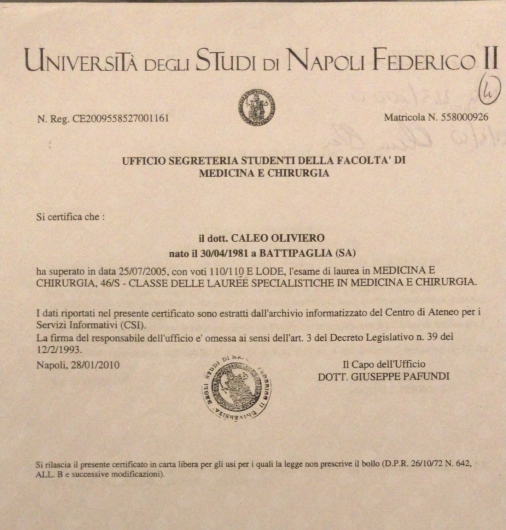 UNIVERSITÀ DEGLI STUDI DI NAPOLI FEDERICO II
4
N. Reg. CE2009558527001161
Matricola N. 558000926
UFFICIO SEGRETERIA STUDENTI DELLA FACOLTA' DI
MEDICINA E CHIRURGIA
Si certifica che :
il dott. CALEO OLIVIERO
nato il 30/04/1981 a BATTIPAGLIA (SA)
ha superato in data 25/07/2005, con voti 110/110 E LODE, l'esame di laurea in MEDICINA E
CHIRURGIA, 46/S - CLASSE DELLE LAUREE SPECIALISTICHE IN MEDICINA E CHIRURGIA.
I dati riportati nel presente certificato sono estratti dall'archivio informatizzato del Centro di Ateneo per i
Servizi Informativi (CSI).
La firma del responsabile dell'ufficio e' omessa ai sensi dell'art. 3 del Decreto Legislativo n. 39 del
12/2/1993.
Napoli, 28/01/2010
Il Capo dell'Ufficio
DOTT. GIUSEPPE PAFUNDI
Si rilascia il presente certificato in carta libera per gli usi per i quali la legge non prescrive il bollo (D.P.R. 26/10/72 N. 642,
ALL. B e successive modificazioni).